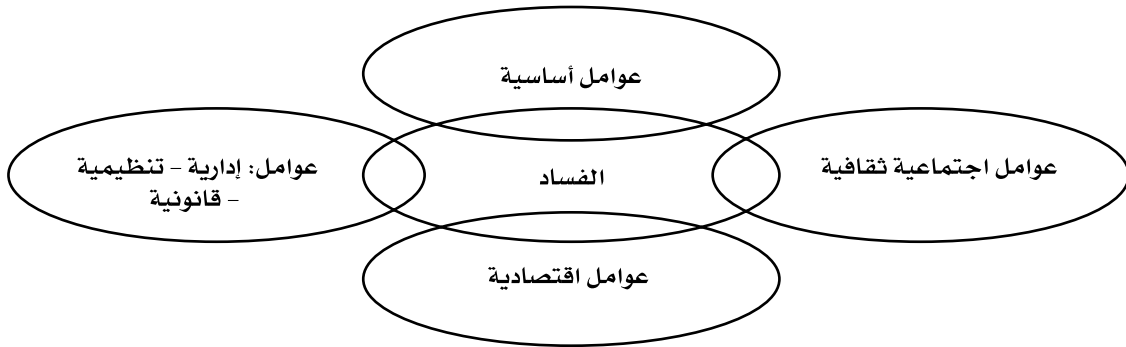 عوامل أساسية
عوامل اجتماعية ثقافية
الفساد
عوامل: إدارية – تنظيمية
– قانونية
عوامل اقتصادية